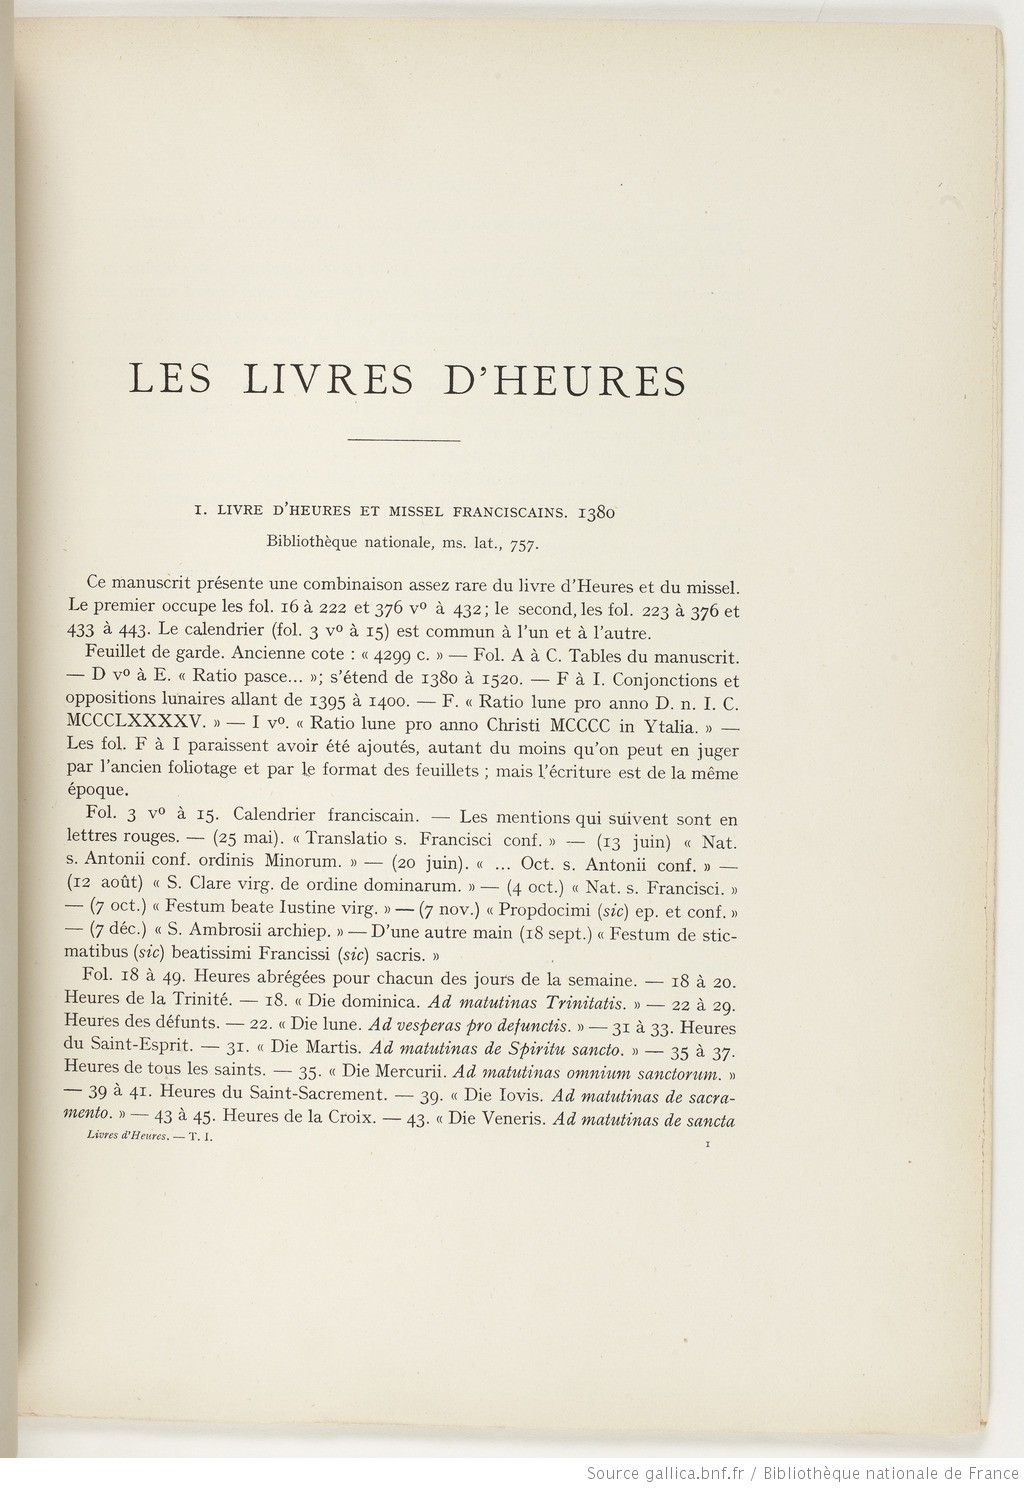 LES LIVRES D'HEURES
1. LIVRE D'HEURES ET MISSEL FRANCISCAINS. 1380
Bibliothèque nationale, ms. lat., 757.
Ce manuscrit présente une combinaison assez rare du livre d'Heures et du missel.
Le premier occupe les fol. 16 à 222 et 376 vº à 432; le second, les fol. 223 à 376 et
433 à 443. Le calendrier (fol. 3 vº à 15) est commun à l'un et à l'autre.
Feuillet de garde. Ancienne cote : « 4299 c. » — Fol. A à C. Tables du manuscrit.
— D vº à E. « Ratio pasce... »; s'étend de 1380 à 1520. — F à I. Conjonctions et
oppositions lunaires allant de 1395 à 1400. — F. « Ratio lune pro anno D. n. I. C.
MCCCLXXXXV. » — I vº. « Ratio lune pro anno Christi MCCCC in Ytalia. » —
Les fol. F à I paraissent avoir été ajoutés, autant du moins qu'on peut en juger
par l'ancien foliotage et par le format des feuillets ; mais l'écriture est de la même
époque.
Fol. 3 vº à 15. Calendrier franciscain. — Les mentions qui suivent sont en
lettres rouges. — (25 mai). « Translatio s. Francisci conf. » — (13 juin) « Nat.
s. Antonii conf. ordinis Minorum. » — (20 juin). « ... Oct. s. Antonii conf. » —
(12 août) « S. Clare virg. de ordine dominarum. » — (4 oct.) « Nat. s. Francisci. »
— (7 oct.) « Festum beate Iustine virg. » — (7 nov.) « Propdocimi (sic) ep. et conf. »
— (7 déc.) « S. Ambrosii archiep. » — D'une autre main (18 sept.) « Festum de stic-
matibus (sic) beatissimi Francissi (sic) sacris. »
Fol. 18 à 49. Heures abrégées pour chacun des jours de la semaine. — 18 à 20.
Heures de la Trinité. — 18. « Die dominica. Ad matutinas Trinitatis. » — 22 à 29.
Heures des défunts. — 22. « Die lune. Ad vesperas pro defunctis. » — 31 à 33. Heures
du Saint-Esprit. — 31. « Die Martis. Ad matutinas de Spiritu sancto. » — 35 à 37.
Heures de tous les saints. — 35. « Die Mercurii. Ad matutinas omnium sanctorum. »
— 39 à 41. Heures du Saint-Sacrement. — 39. « Die Iovis. Ad matutinas de sacra-
mento. » — 43 à 45. Heures de la Croix. — 43. « Die Veneris. Ad matutinas de sancta
Livres d'Heures. — T. I.
1
Source gallica.bnf.fr / Bibliothèque nationale de France